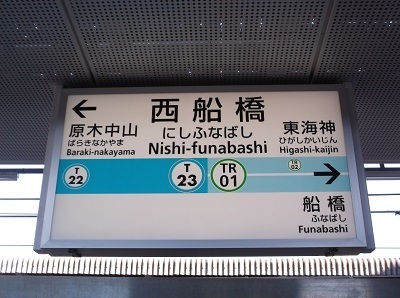 ← 西船橋
にしふなばし
Nishi-funabashi
原木中山
ばらきなかやま
Baraki-nakayama
東海神
ひがしかいじん
Higashi-kaijin
T 22
T 23
TR 01
TR 02
→
船橋
ふなばし
Funabashi